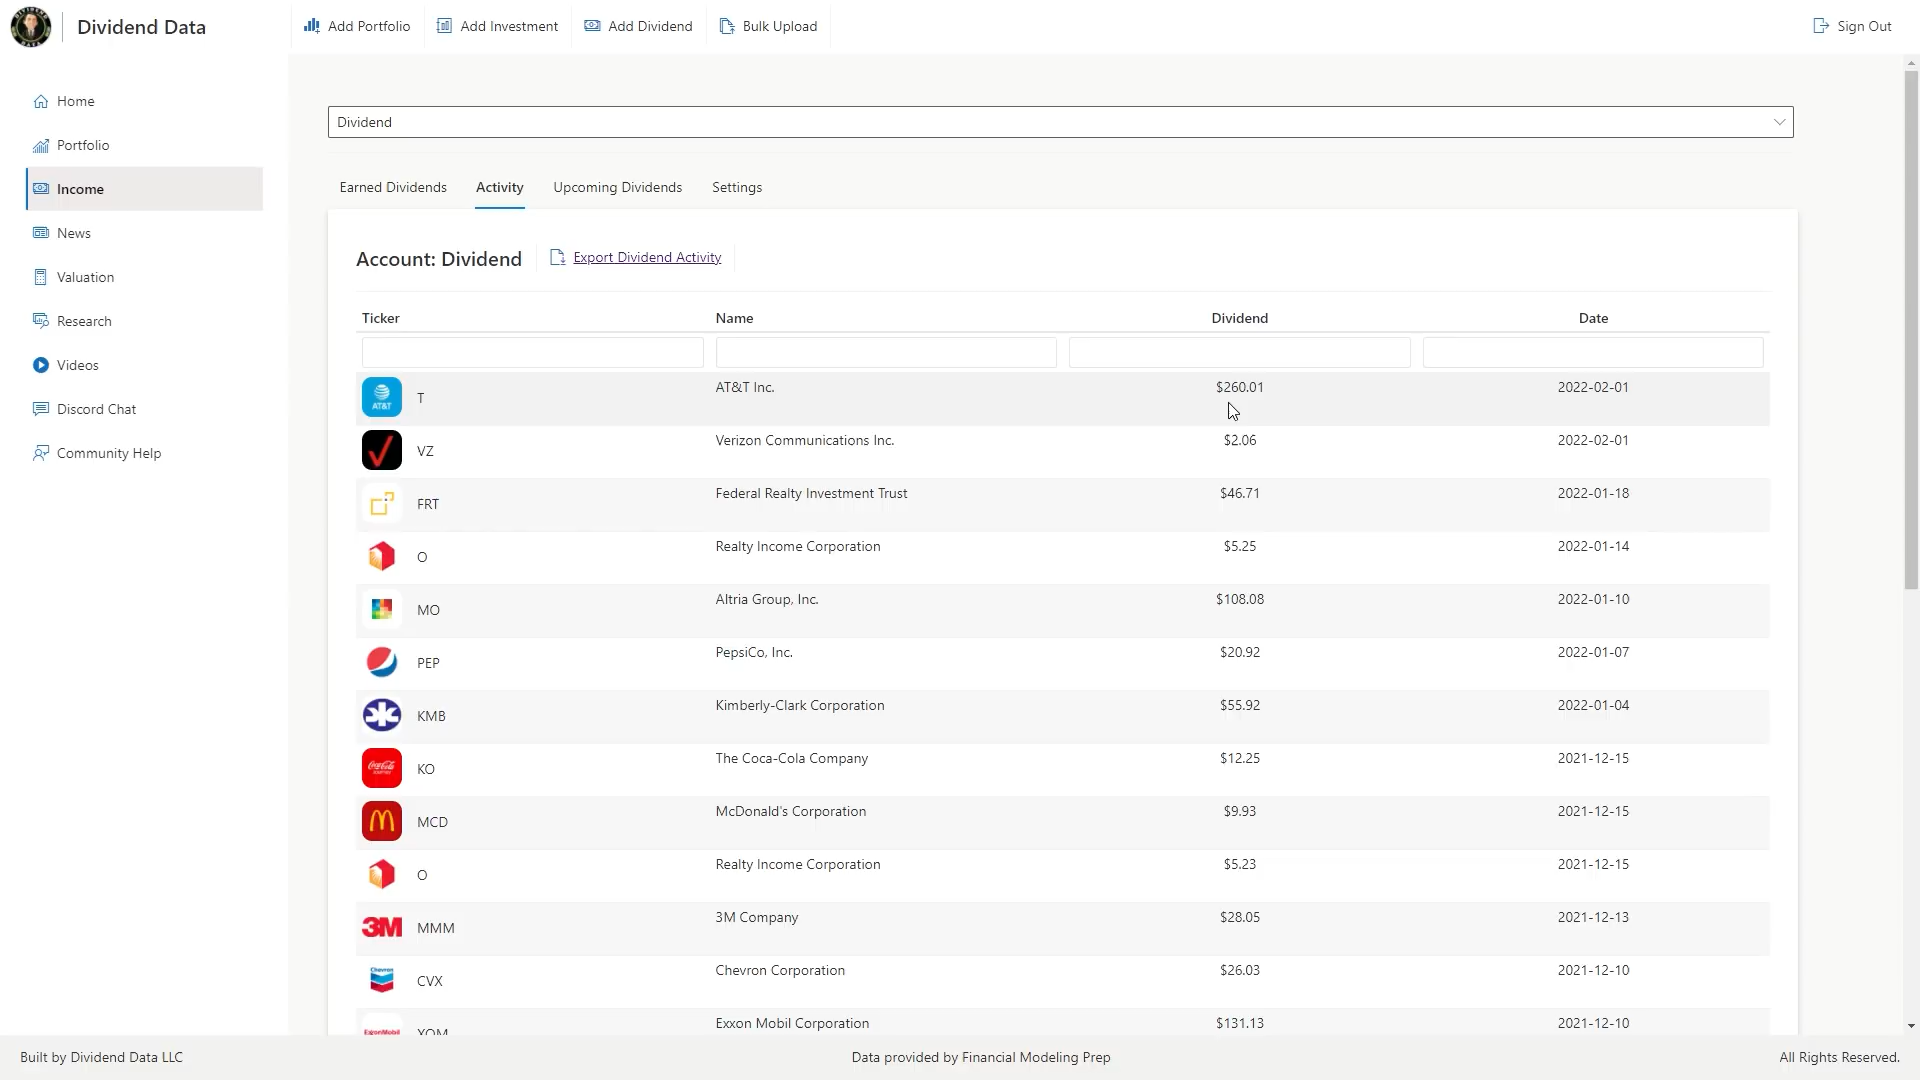 Dividend Data
Add Portfolio
Add Investment
Add Dividend
Bulk Upload
Sign Out
Home
Portfolio
Income
News
Valuation
Research
Videos
Discord Chat
Community Help
Dividend
Earned Dividends
Activity
Upcoming Dividends
Settings
Account: Dividend
Export Dividend Activity
Ticker Name Dividend Date
AT&T T AT&T Inc. $260.01 2022-02-01
VZ Verizon Communications Inc. $2.06 2022-02-01
FRT Federal Realty Investment Trust $46.71 2022-01-18
O Realty Income Corporation $5.25 2022-01-14
MO Altria Group, Inc. $108.08 2022-01-10
PEP PepsiCo, Inc. $20.92 2022-01-07
KMB Kimberly-Clark Corporation $55.92 2022-01-04
Coca-Cola KO The Coca-Cola Company $12.25 2021-12-15
MCD McDonald's Corporation $9.93 2021-12-15
O Realty Income Corporation $5.23 2021-12-15
3M MMM 3M Company $28.05 2021-12-13
Chevron CVX Chevron Corporation $26.03 2021-12-10
ExxonMobil XOM Exxon Mobil Corporation $131.13 2021-12-10
Built by Dividend Data LLC
Data provided by Financial Modeling Prep
All Rights Reserved.